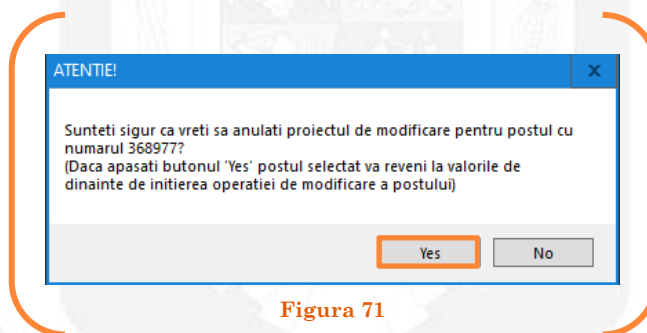 ATENTIE!
x
Sunteti sigur ca vreti sa anulati proiectul de modificare pentru postul cu
numarul 368977?
(Daca apasati butonul 'Yes' postul selectat va reveni la valorile de
dinainte de initierea operatiei de modificare a postului)
Yes No
Figura 71